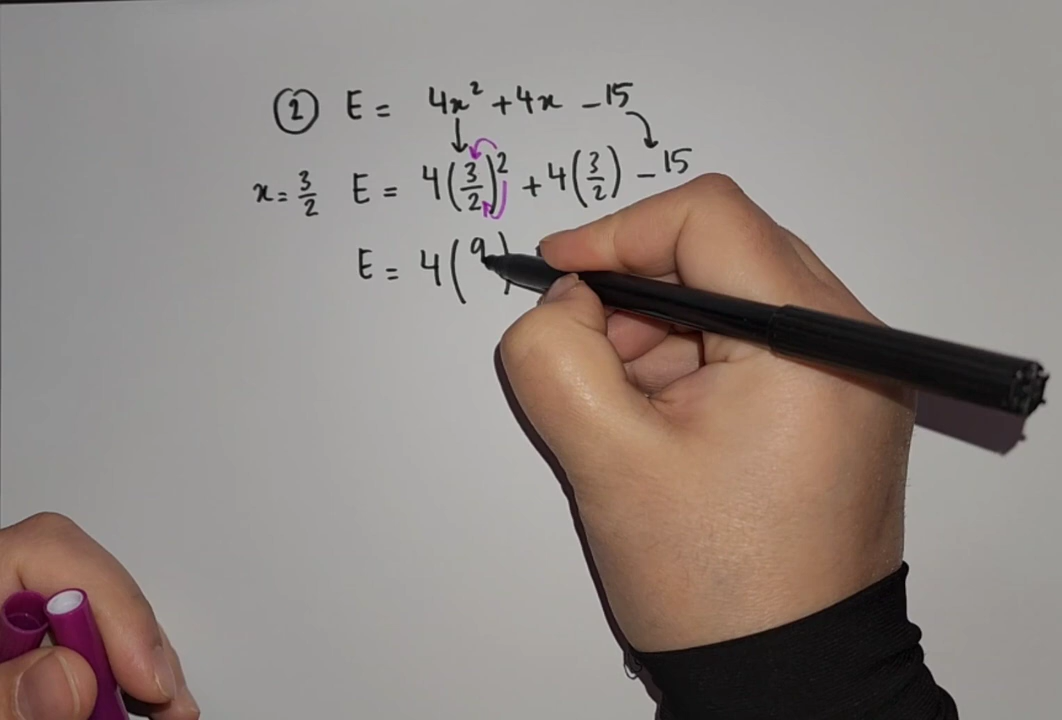 ② E = 4x² + 4x - 15
x = 3/2 E = 4(3/2)² + 4(3/2) - 15
E = 4(9)